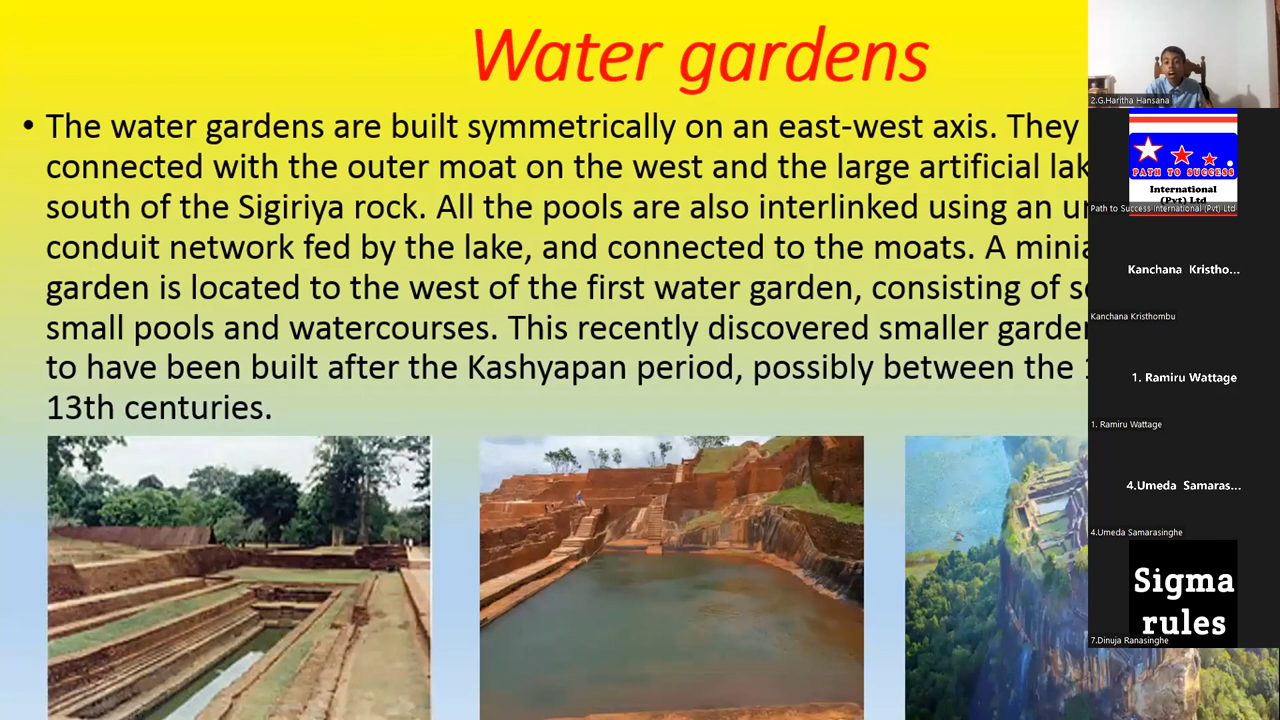 Water gardens
• The water gardens are built symmetrically on an east-west axis. They
connected with the outer moat on the west and the large artificial
south of the Sigiriya rock. All the pools are also interlinked using an
conduit network fed by the lake, and connected to the moats. A
garden is located to the west of the first water garden, consisting of
small pools and watercourses. This recently discovered smaller
to have been built after the Kashyapan period, possibly between the
13th centuries.
2.G.Haritha Hansana
PATH TO SUCCESS
International
(Pvt) Ltd
Path to Success International (Pvt) Ltd
Kanchana Kristho...
Kanchana Kristhombu
1. Ramiru Wattage
1. Ramiru Wattage
4.Umeda Samaras...
4.Umeda Samarasinghe
Sigma
rules
7.Dinuja Ranasinghe